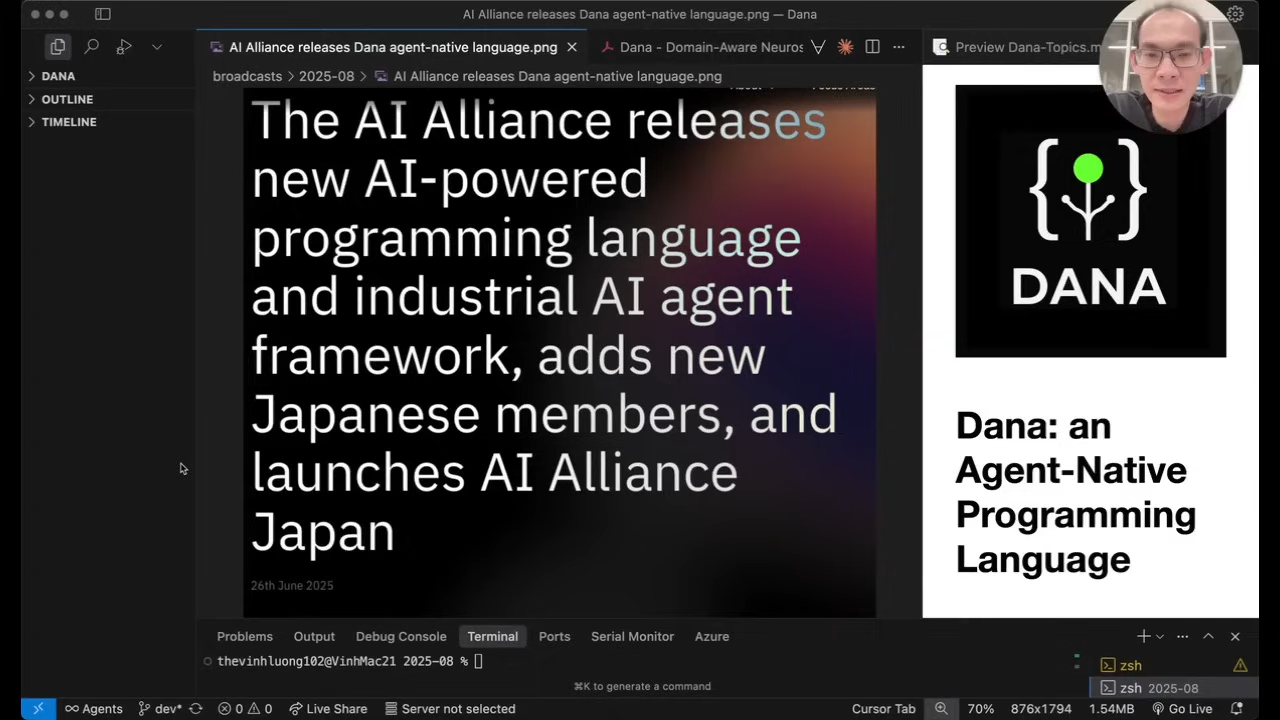 AI Alliance releases Dana agent-native language.png — Dana
AI Alliance releases Dana agent-native language.png
Dana - Domain-Aware Neuros
Preview Dana-Topics.m
DANA
OUTLINE
TIMELINE
broadcasts > 2025-08 > AI Alliance releases Dana agent-native language.png
The AI Alliance releases
new AI-powered
programming language
and industrial AI agent
framework, adds new
Japanese members, and
launches AI Alliance
Japan
26th June 2025
DANA
Dana: an
Agent-Native
Programming
Language
Problems Output Debug Console Terminal Ports Serial Monitor Azure
thevinhluong102@VinhMac21 2025-08 %
⌘K to generate a command
zsh
zsh 2025-08
Agents dev* 0 0 Live Share Server not selected Cursor Tab 70% 876x1794 1.54MB Go Live